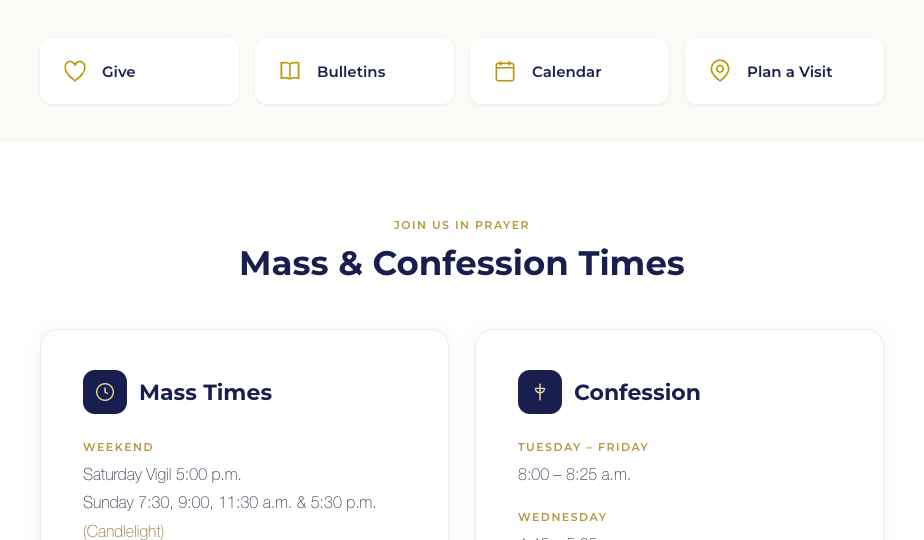 Give
Bulletins
Calendar
Plan a Visit
JOIN US IN PRAYER
Mass & Confession Times
Mass Times
WEEKEND
Saturday Vigil 5:00 p.m.
Sunday 7:30, 9:00, 11:30 a.m. & 5:30 p.m.
(Candlelight)
Confession
TUESDAY – FRIDAY
8:00 – 8:25 a.m.
WEDNESDAY